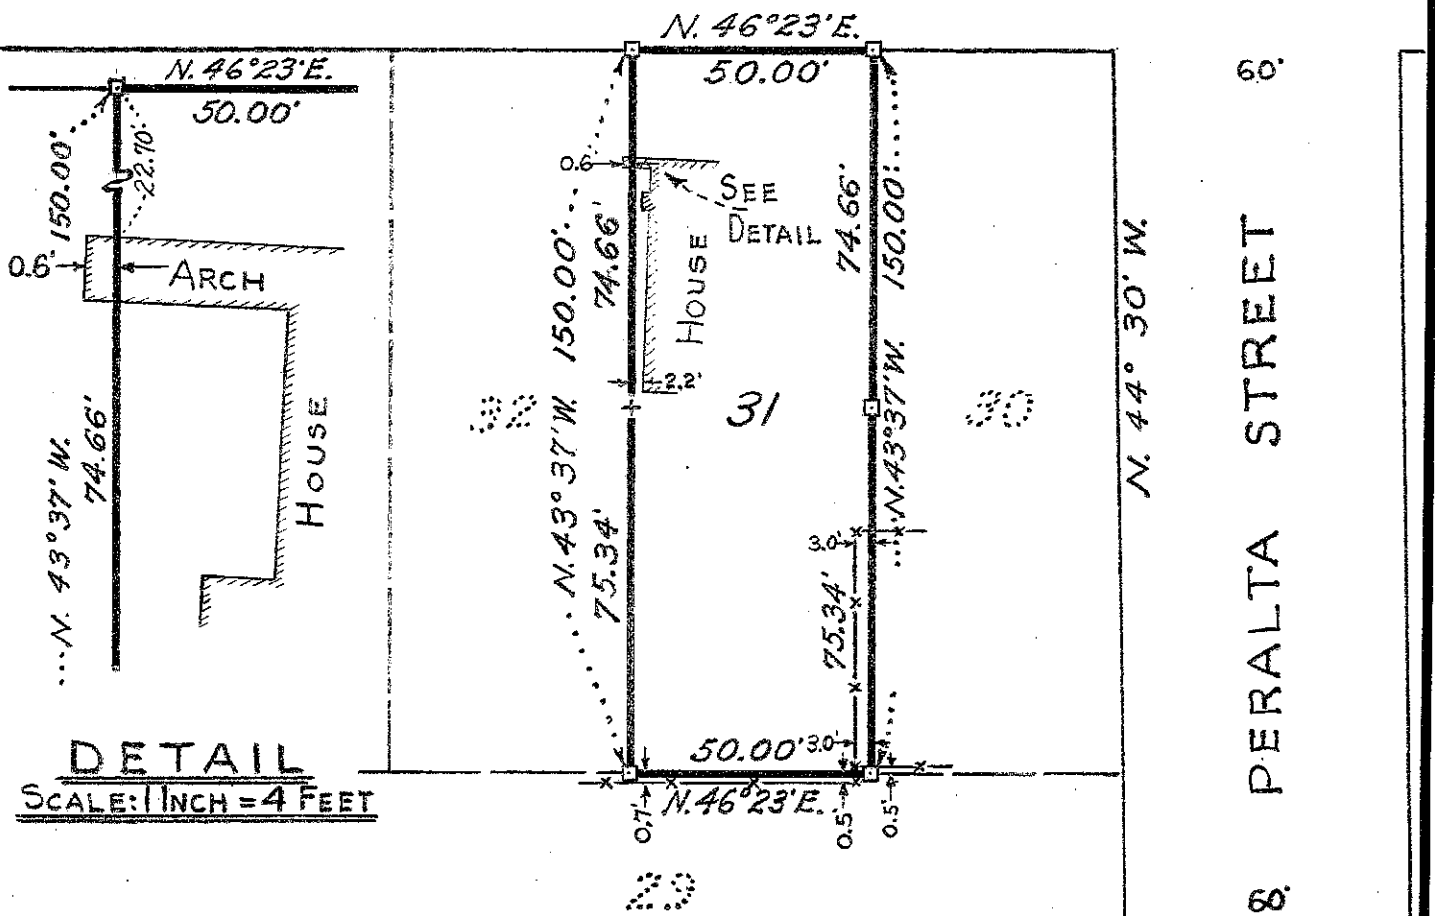 N. 46°23'E.
50.00'
150.00'
22.70'
0.6'
ARCH
N. 43°37'W.
74.66'
HOUSE
DETAIL
SCALE: 1 INCH = 4 FEET
N. 46°23'E.
50.00'
0.6
SEE
DETAIL
HOUSE
2.2'
N. 43°37'W. 150.00'
74.66'
75.34'
32
31
30
74.66'
150.00'
N. 43°37'W.
3.0'
75.34'
3.0'
50.00'
N. 46°23'E.
0.7'
0.5'
0.5'
29
N. 44° 30' W.
60'
PERALTA STREET
60'